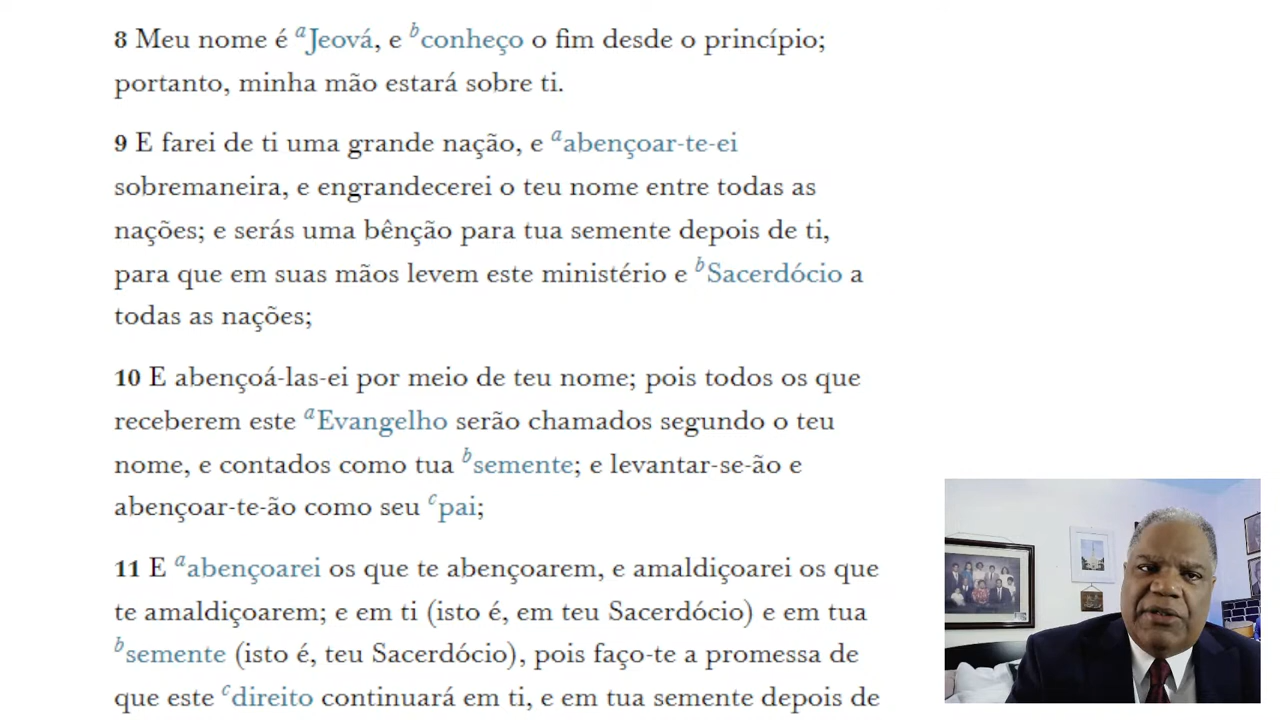 8 Meu nome é aJeová, e bconheço o fim desde o princípio;
portanto, minha mão estará sobre ti.
9 E farei de ti uma grande nação, e aabençoar-te-ei
sobremaneira, e engrandecerei o teu nome entre todas as
nações; e serás uma bênção para tua semente depois de ti,
para que em suas mãos levem este ministério e bSacerdócio a
todas as nações;
10 E abençoá-las-ei por meio de teu nome; pois todos os que
receberem este aEvangelho serão chamados segundo o teu
nome, e contados como tua bsemente; e levantar-se-ão e
abençoar-te-ão como seu cpai;
11 E aabençoarei os que te abençoarem, e amaldiçoarei os que
te amaldiçoarem; e em ti (isto é, em teu Sacerdócio) e em tua
bsemente (isto é, teu Sacerdócio), pois faço-te a promessa de
que este cdireito continuará em ti, e em tua semente depois de